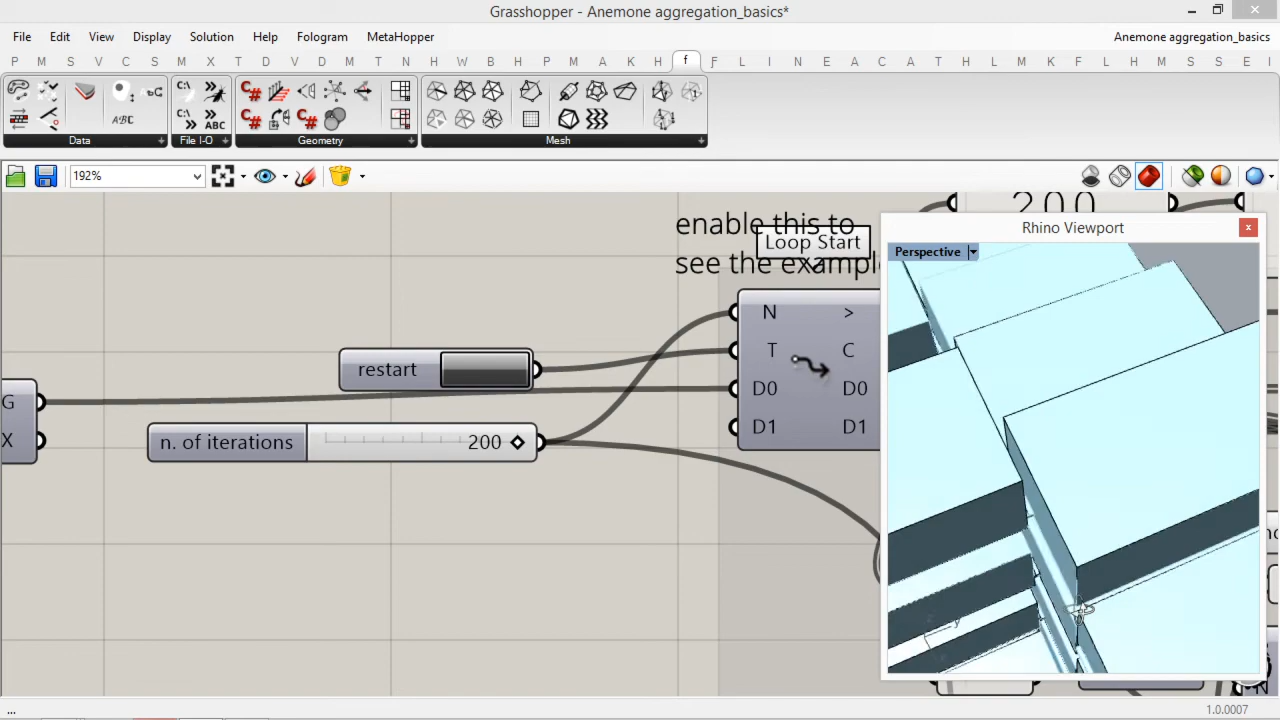 Grasshopper - Anemone aggregation_basics*
File Edit View Display Solution Help Fologram MetaHopper Anemone aggregation_basics
P M S V C S T I D M T N H W B H P M A K H f F L I N E A C T H D P M S S E I
Data File I-O Geometry Mesh
192%
enable this to
see the example
Loop Start
200
Rhino Viewport
Perspective
N >
restart
T C
G
D0 D0
X
n. of iterations 200
D1 D1
N
... 1.0.0007